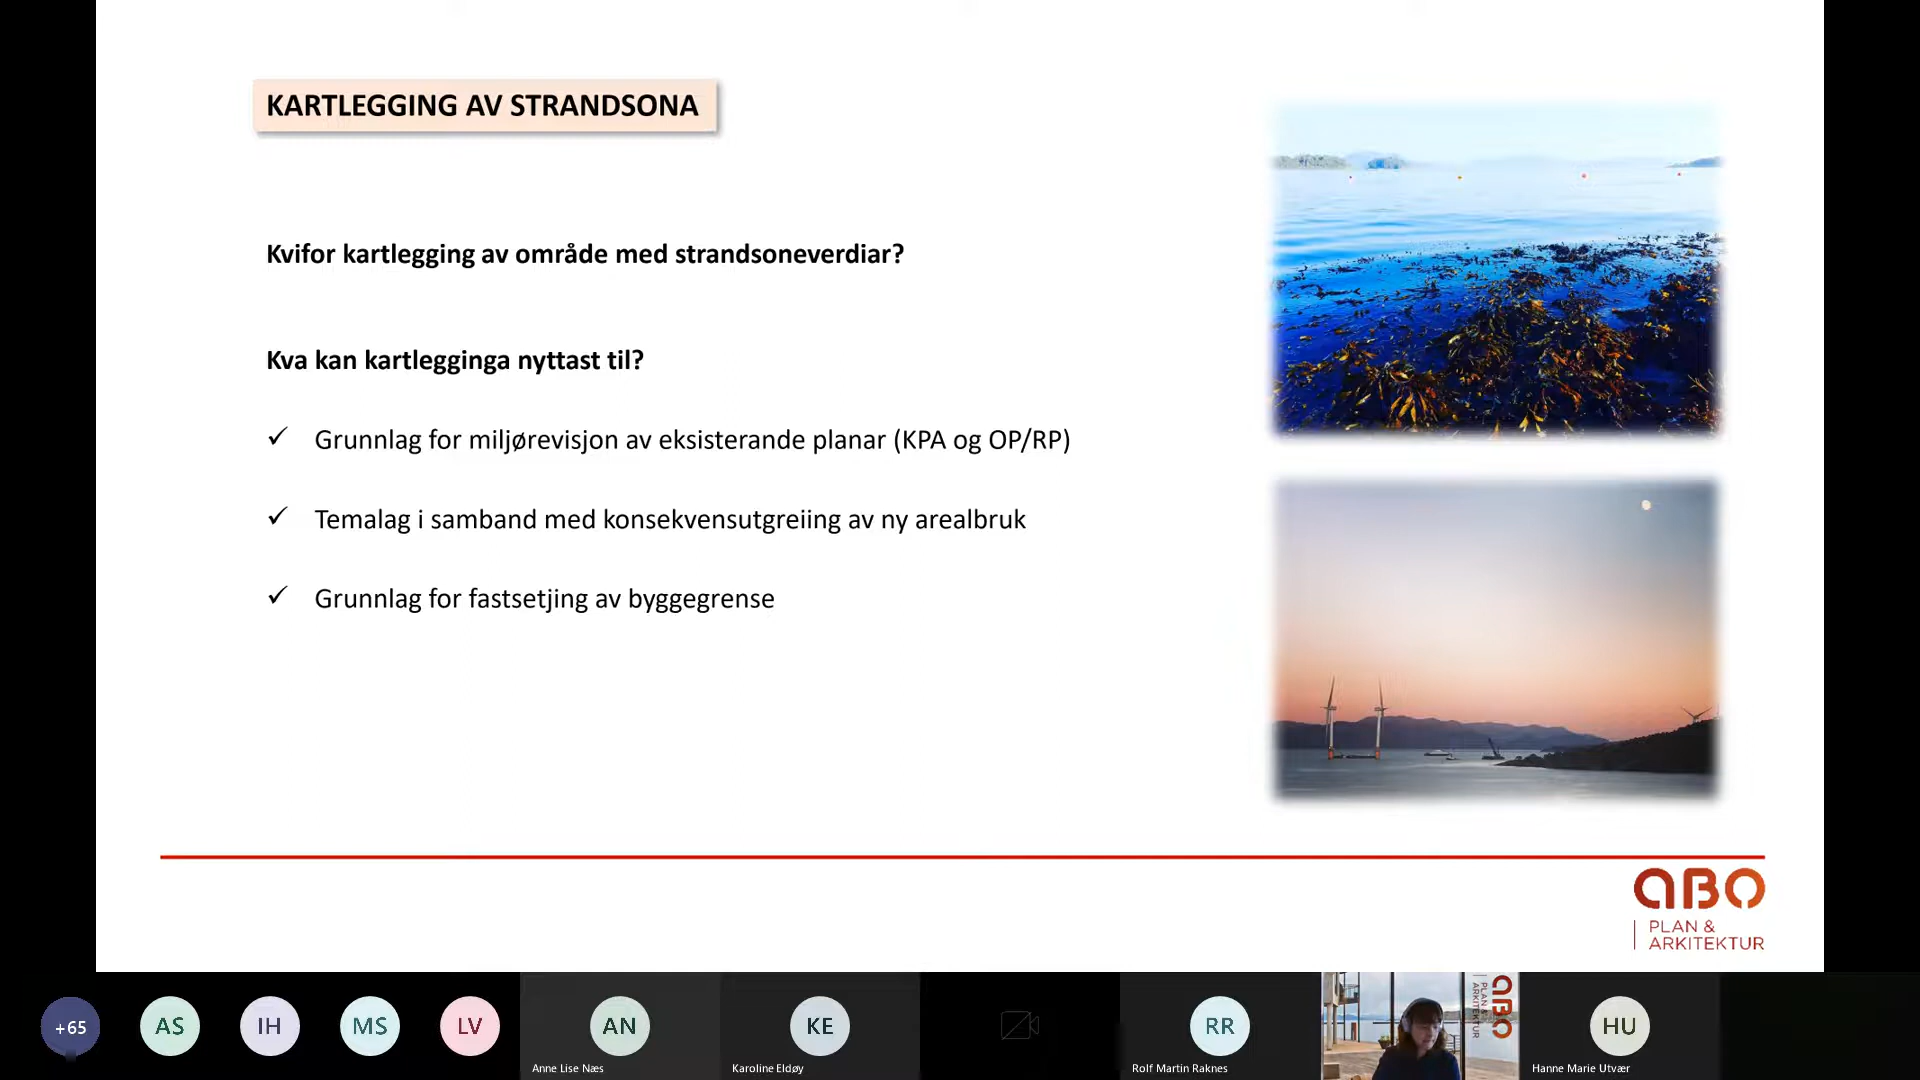 KARTLEGGING AV STRANDSONA
Kvifor kartlegging av område med strandsoneverdiar?
Kva kan kartlegginga nyttast til?
✓ Grunnlag for miljørevisjon av eksisterande planar (KPA og OP/RP)
✓ Temalag i samband med konsekvensutgreiing av ny arealbruk
✓ Grunnlag for fastsetjing av byggegrense
ABO
PLAN &
ARKITEKTUR
+65
AS
IH
MS
LV
AN
Anne Lise Næs
KE
Karoline Eldøy
RR
Rolf Martin Raknes
ABO
PLAN &
ARKITEKTUR
HU
Hanne Marie Utvær